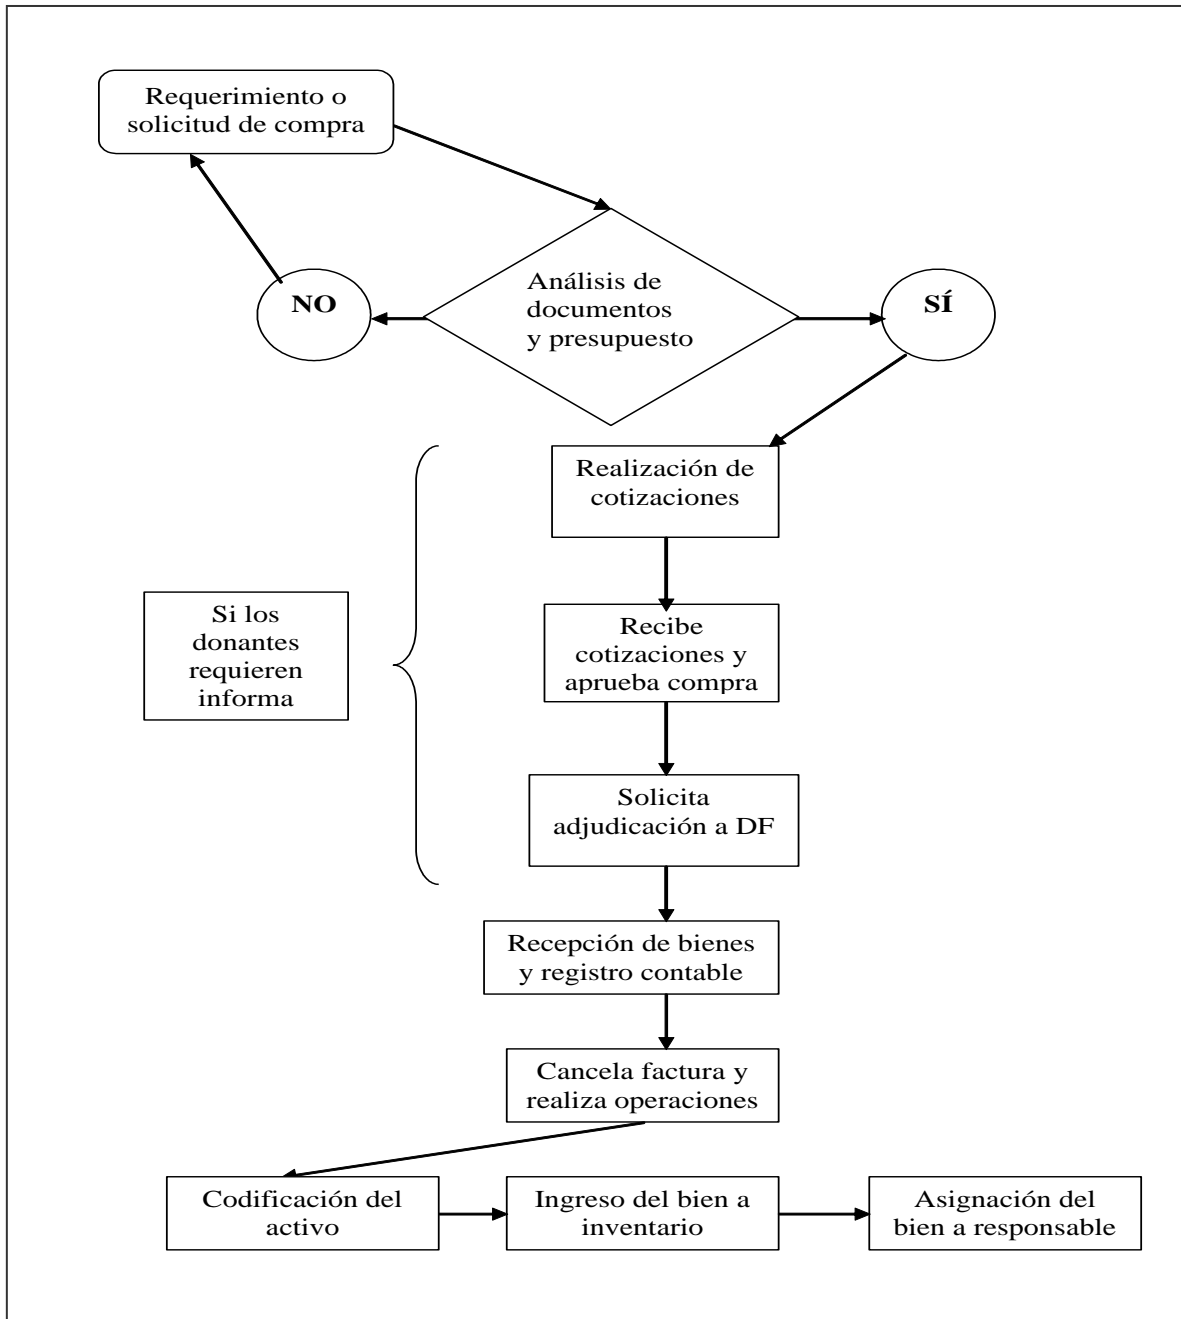 Requerimiento o
solicitud de compra
Análisis de
documentos
y presupuesto
NO
SÍ
Realización de
cotizaciones
Si los
donantes
requieren
informa
Recibe
cotizaciones y
aprueba compra
Solicita
adjudicación a DF
Recepción de bienes
y registro contable
Cancela factura y
realiza operaciones
Codificación del
activo
Ingreso del bien a
inventario
Asignación del
bien a responsable